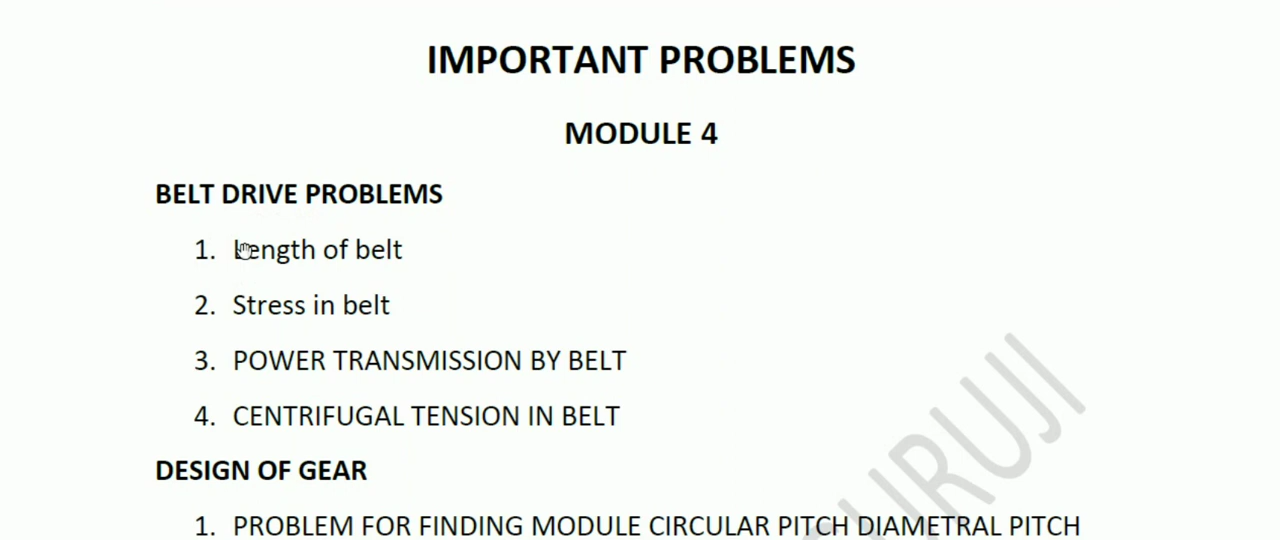 IMPORTANT PROBLEMS
MODULE 4
BELT DRIVE PROBLEMS
1. Length of belt
2. Stress in belt
3. POWER TRANSMISSION BY BELT
4. CENTRIFUGAL TENSION IN BELT
DESIGN OF GEAR
1. PROBLEM FOR FINDING MODULE CIRCULAR PITCH DIAMETRAL PITCH